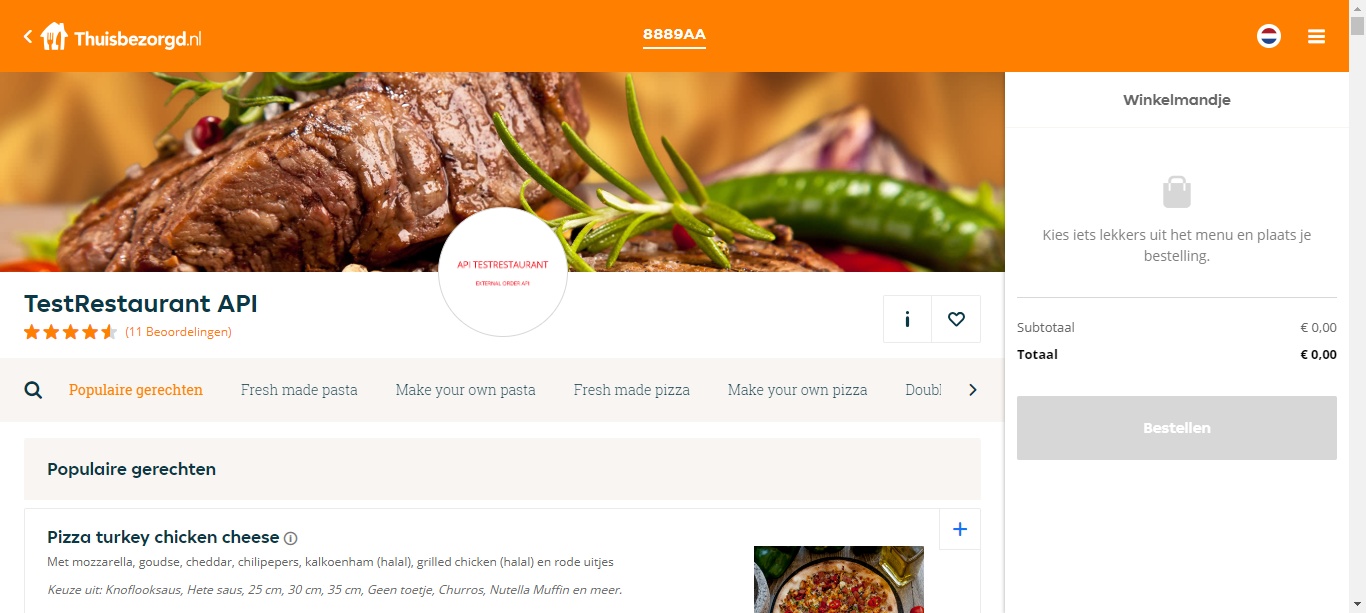 Thuisbezorgd.nl
8889AA
API TESTRESTAURANT
EXTERNAL ORDER API
TestRestaurant API
(11 Beoordelingen)
i
Populaire gerechten Fresh made pasta Make your own pasta Fresh made pizza Make your own pizza Doubl
Populaire gerechten
Pizza turkey chicken cheese
Met mozzarella, goudse, cheddar, chilipepers, kalkoenham (halal), grilled chicken (halal) en rode uitjes
Keuze uit: Knoflooksaus, Hete saus, 25 cm, 30 cm, 35 cm, Geen toetje, Churros, Nutella Muffin en meer.
Winkelmandje
Kies iets lekkers uit het menu en plaats je
bestelling.
Subtotaal € 0,00
Totaal € 0,00
Bestellen